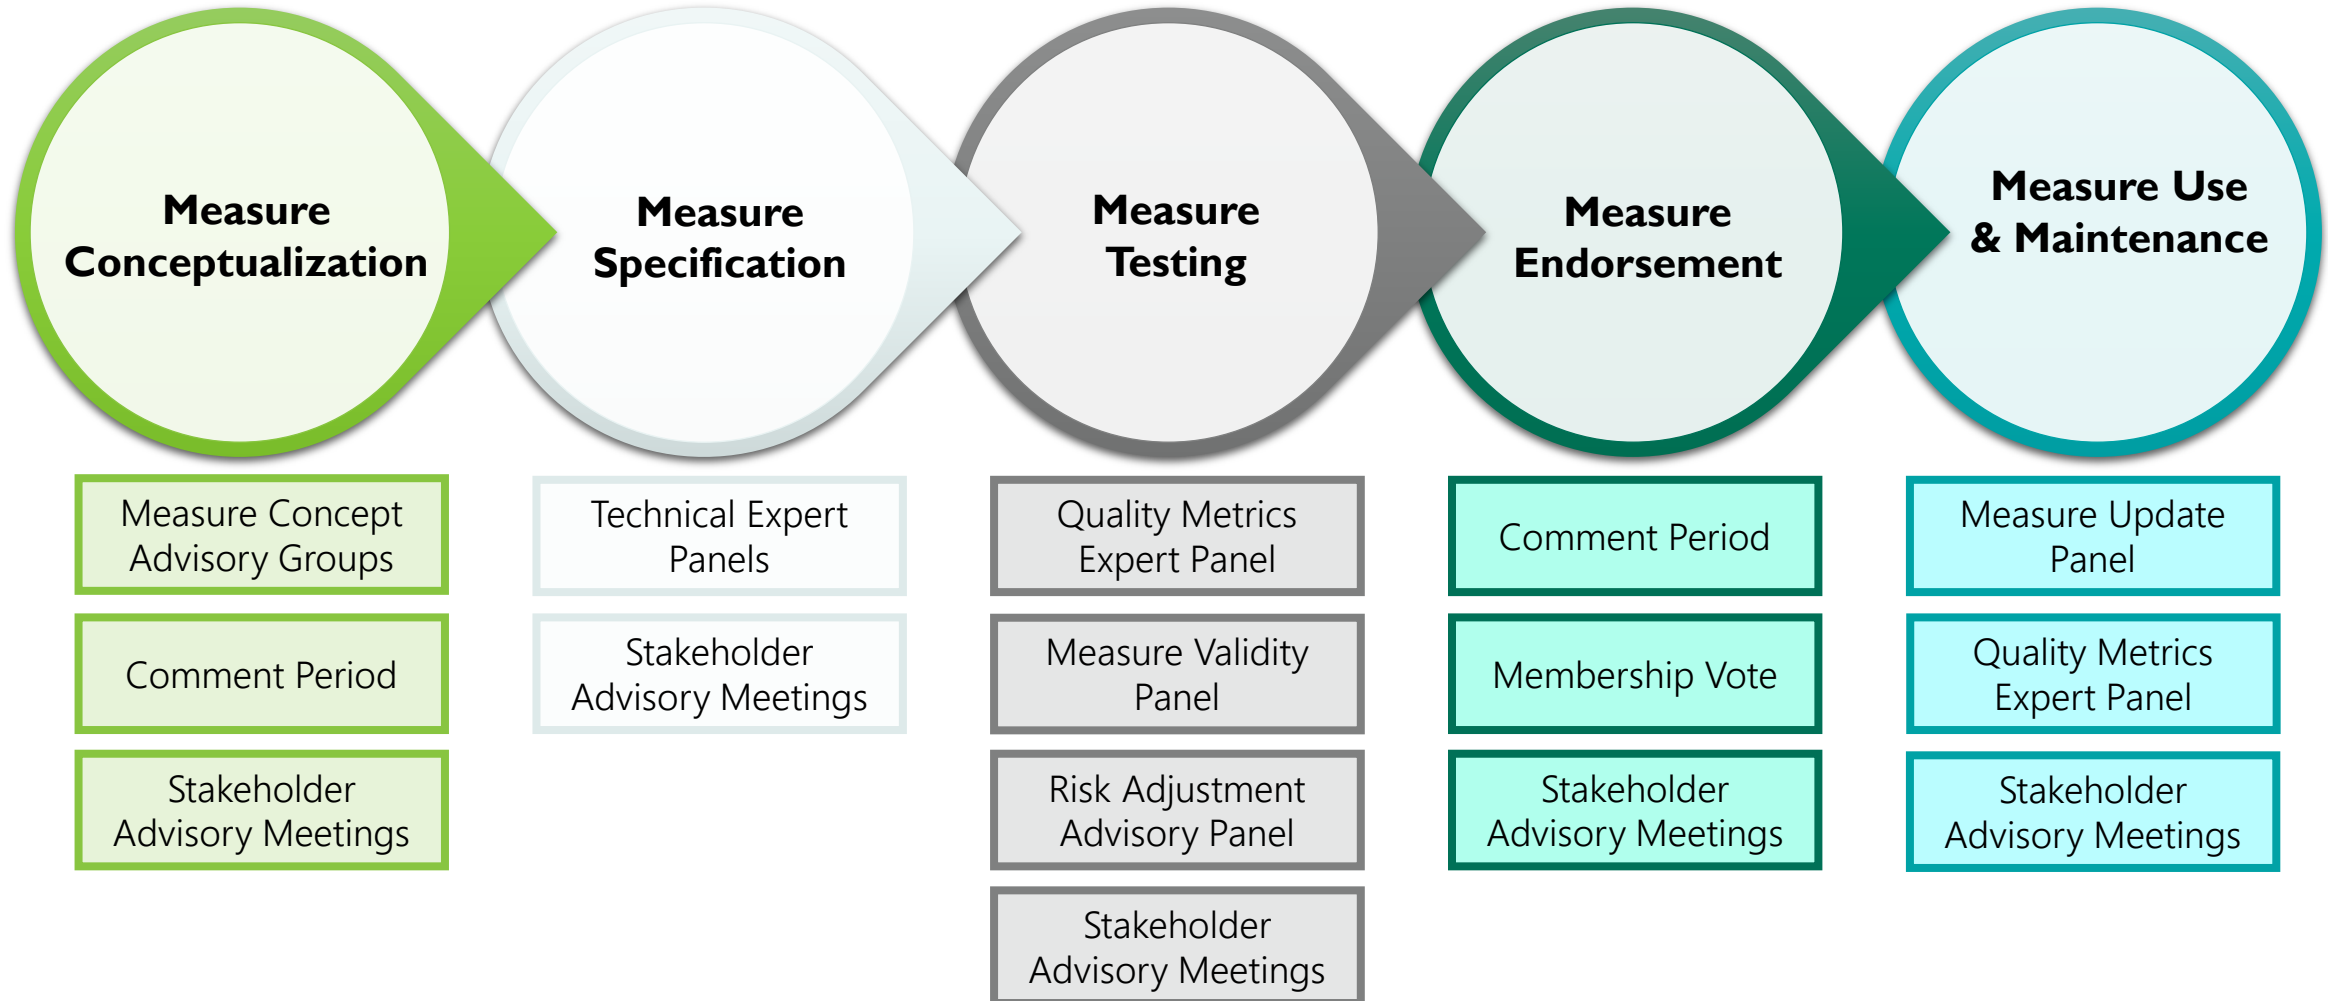 Measure
Conceptualization
Measure
Specification
Measure
Testing
Measure
Endorsement
Measure Use
& Maintenance
Measure Concept
Advisory Groups
Comment Period
Stakeholder
Advisory Meetings
Technical Expert
Panels
Stakeholder
Advisory Meetings
Quality Metrics
Expert Panel
Measure Validity
Panel
Risk Adjustment
Advisory Panel
Stakeholder
Advisory Meetings
Comment Period
Membership Vote
Stakeholder
Advisory Meetings
Measure Update
Panel
Quality Metrics
Expert Panel
Stakeholder
Advisory Meetings